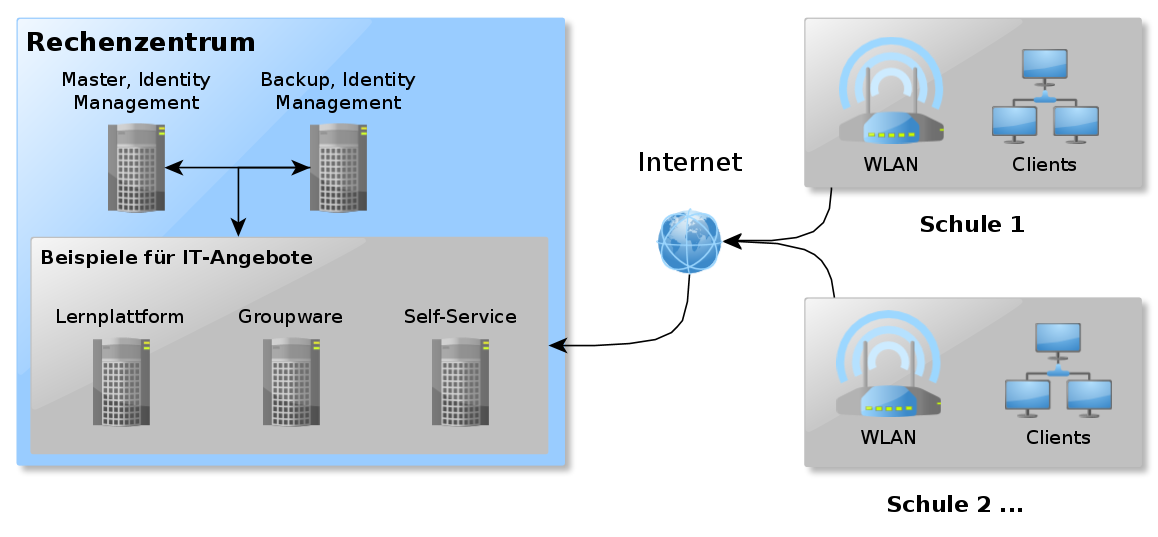 Rechenzentrum
Master, Identity
Management
Backup, Identity
Management
Beispiele für IT-Angebote
Lernplattform
Groupware
Self-Service
Internet
WLAN
Clients
Schule 1
WLAN
Clients
Schule 2 ...